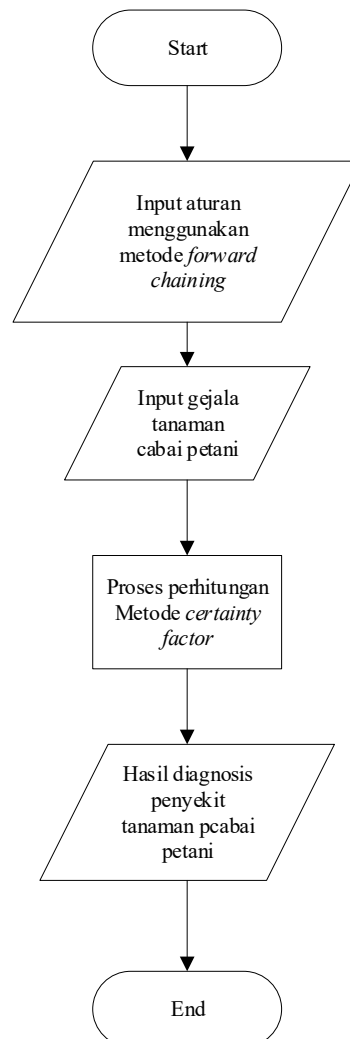 Start
Input aturan
menggunakan
metode forward
chaining
Input gejala
tanaman
cabai petani
Proses perhitungan
Metode certainty
factor
Hasil diagnosis
penyekit
tanaman pcabai
petani
End